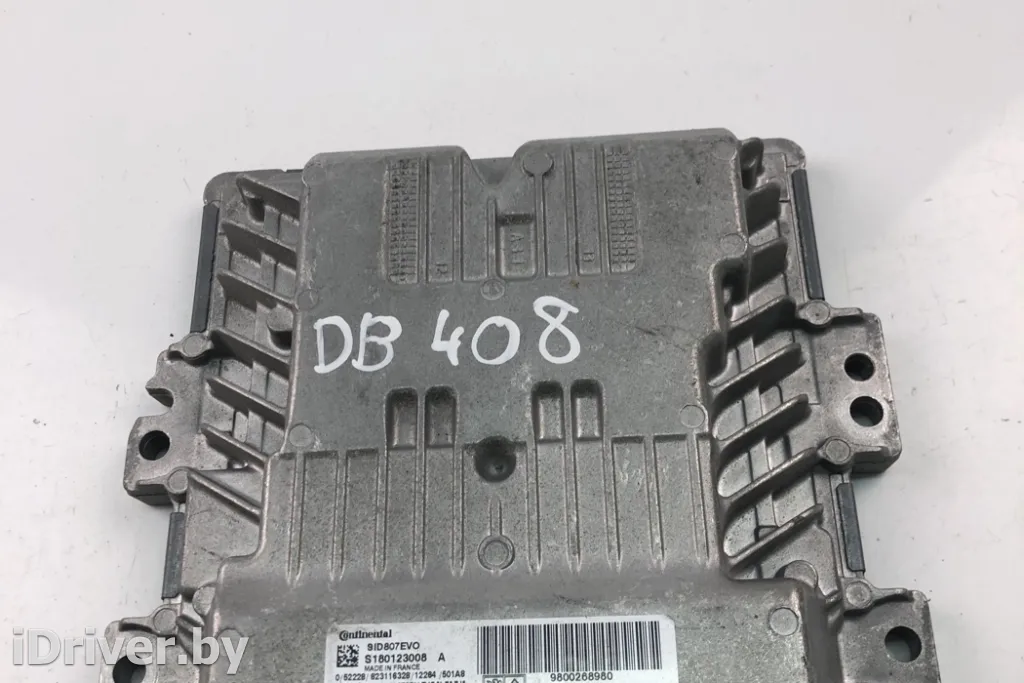 DB 408
Continental
SID807EVO
S180123008 A
MADE IN FRANCE
9800268980
iDriver.by